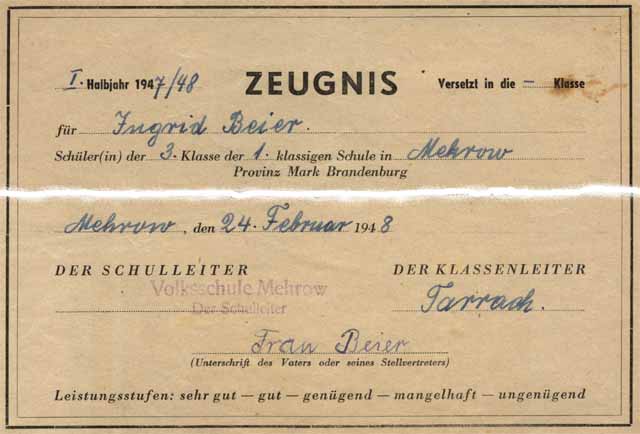 I. Halbjahr 1947/48 ZEUGNIS Versetzt in die – Klasse
für Ingrid Beier.
Schüler(in) der 3. Klasse der 1. klassigen Schule in Mehrow
Provinz Mark Brandenburg
Mehrow, den 24. Februar 1948
DER SCHULLEITER DER KLASSENLEITER
Volksschule Mehrow
Der Schulleiter
Tarrach.
Frau Beier
(Unterschrift des Vaters oder seines Stellvertreters)
Leistungsstufen: sehr gut — gut — genügend — mangelhaft — ungenügend